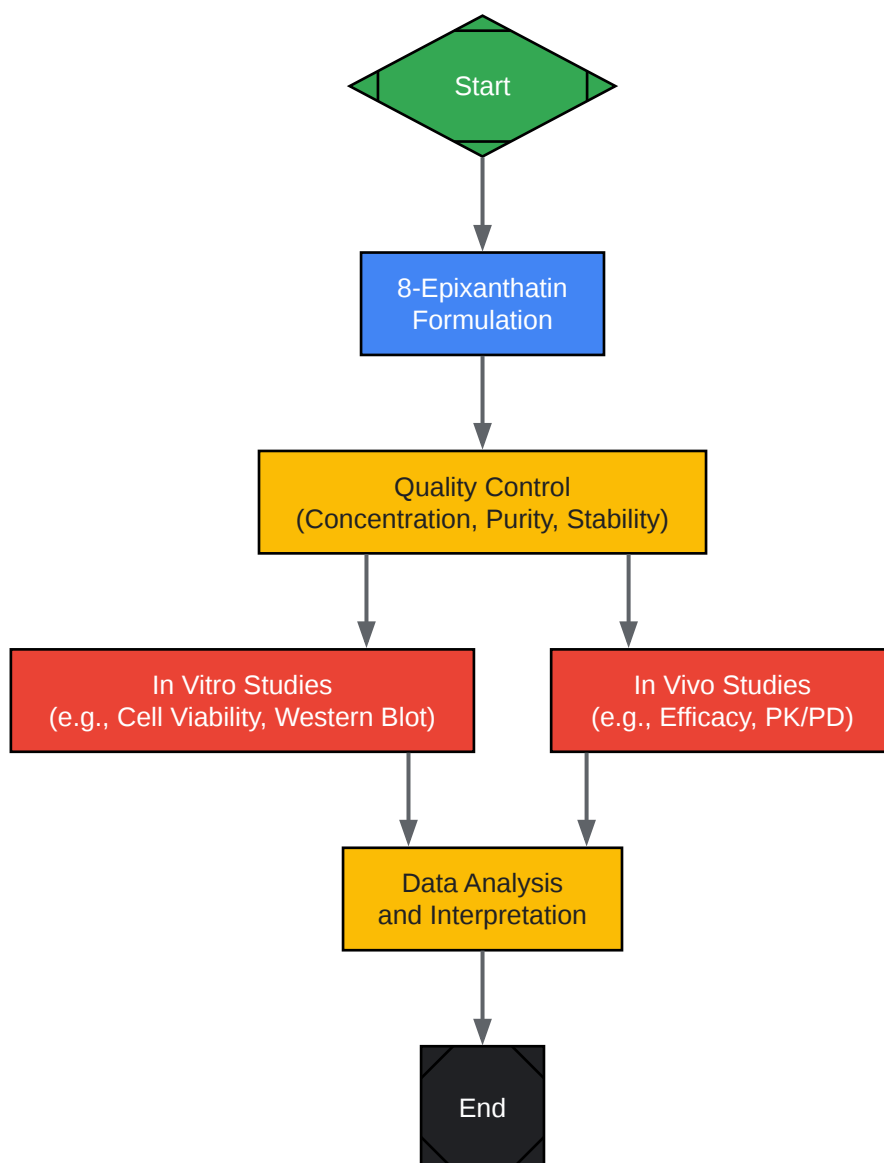 Start
8-Epixanthatin
Formulation
Quality Control
(Concentration, Purity, Stability)
In Vitro Studies
(e.g., Cell Viability, Western Blot)
In Vivo Studies
(e.g., Efficacy, PK/PD)
Data Analysis
and Interpretation
End